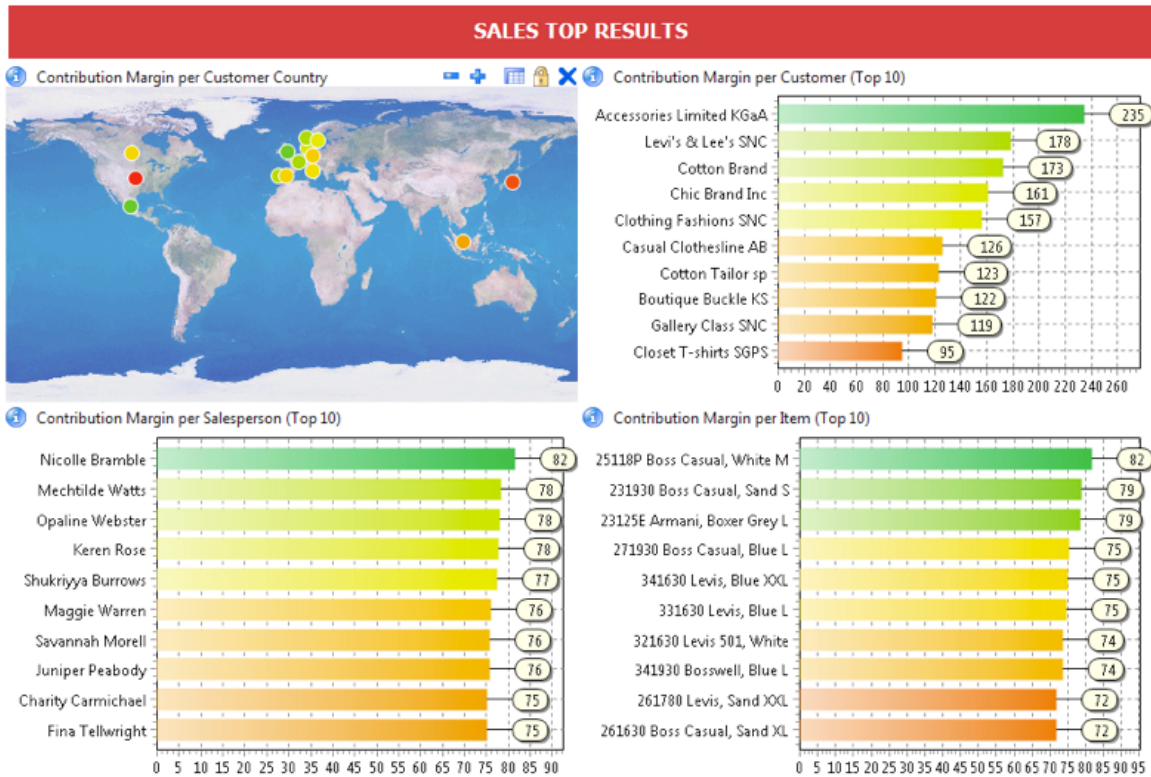 SALES TOP RESULTS
Contribution Margin per Customer Country
Contribution Margin per Customer (Top 10)
Accessories Limited KGaA 235
Levi's & Lee's SNC 178
Cotton Brand 173
Chic Brand Inc 161
Clothing Fashions SNC 157
Casual Clothesline AB 126
Cotton Tailor sp 123
Boutique Buckle KS 122
Gallery Class SNC 119
Closet T-shirts SGPS 95
0 20 40 60 80 100 120 140 160 180 200 220 240 260
Contribution Margin per Salesperson (Top 10)
Nicolle Bramble 82
Mechtilde Watts 78
Opaline Webster 78
Keren Rose 78
Shukriyya Burrows 77
Maggie Warren 76
Savannah Morell 76
Juniper Peabody 76
Charity Carmichael 75
Fina Tellwright 75
0 5 10 15 20 25 30 35 40 45 50 55 60 65 70 75 80 85 90
Contribution Margin per Item (Top 10)
25118P Boss Casual, White M 82
231930 Boss Casual, Sand S 79
23125E Armani, Boxer Grey L 79
271930 Boss Casual, Blue L 75
341630 Levis, Blue XXL 75
331630 Levis, Blue L 75
321630 Levis 501, White 74
341930 Bosswell, Blue L 74
261780 Levis, Sand XXL 72
261630 Boss Casual, Sand XL 72
0 5 10 15 20 25 30 35 40 45 50 55 60 65 70 75 80 85 90 95